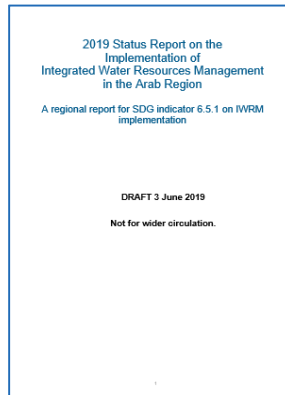 2019 Status Report on the
Implementation of
Integrated Water Resources Management
in the Arab Region
A regional report for SDG indicator 6.5.1 on IWRM
implementation
DRAFT 3 June 2019
Not for wider circulation.
1